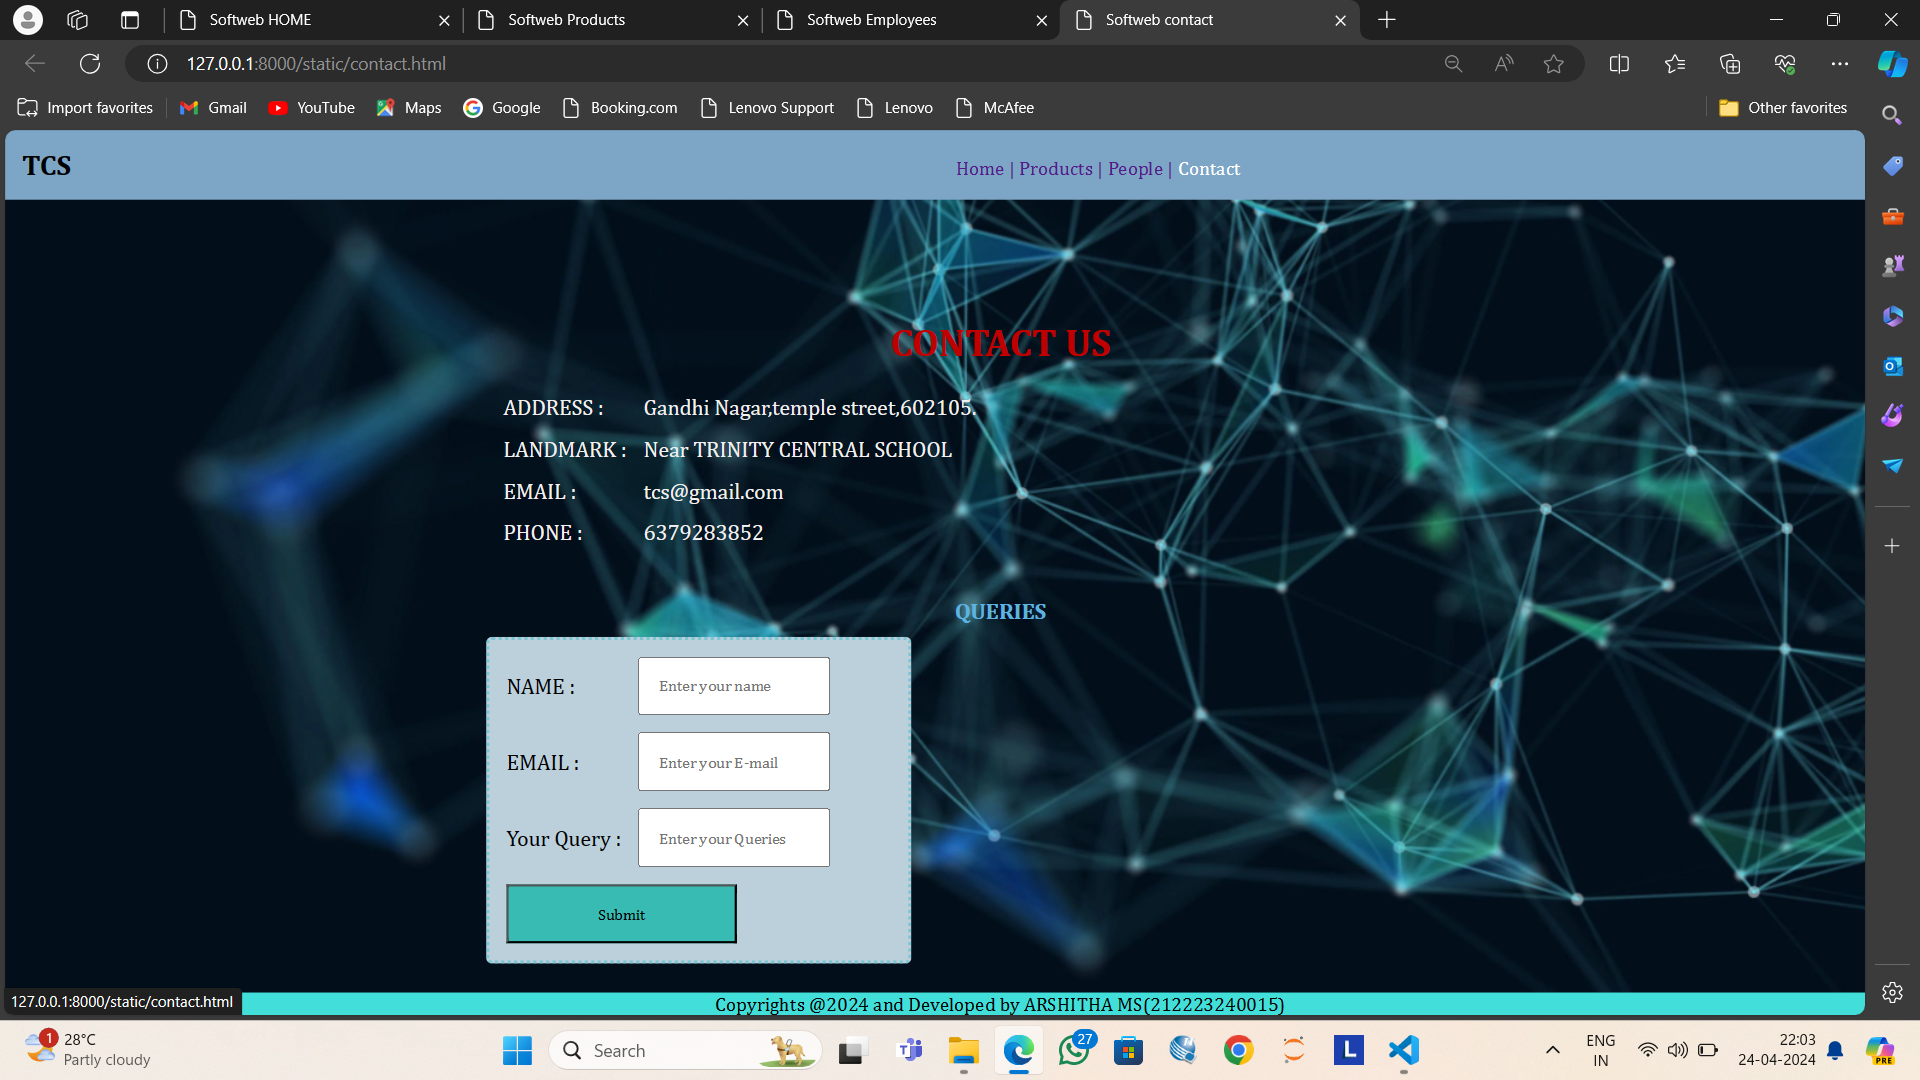 Softweb HOME
Softweb Products
Softweb Employees
Softweb contact
127.0.0.1:8000/static/contact.html
Import favorites
Gmail
YouTube
Maps
Google
Booking.com
Lenovo Support
Lenovo
McAfee
Other favorites
TCS
Home | Products | People | Contact
CONTACT US
ADDRESS : Gandhi Nagar,temple street,602105.
LANDMARK : Near TRINITY CENTRAL SCHOOL
EMAIL : tcs@gmail.com
PHONE : 6379283852
QUERIES
NAME : Enter your name
EMAIL : Enter your E-mail
Your Query : Enter your Queries
Submit
127.0.0.1:8000/static/contact.html
Copyrights @2024 and Developed by ARSHITHA MS(212223240015)
1
28°C
Partly cloudy
Search
27
L
ENG
IN
22:03
24-04-2024
PRE